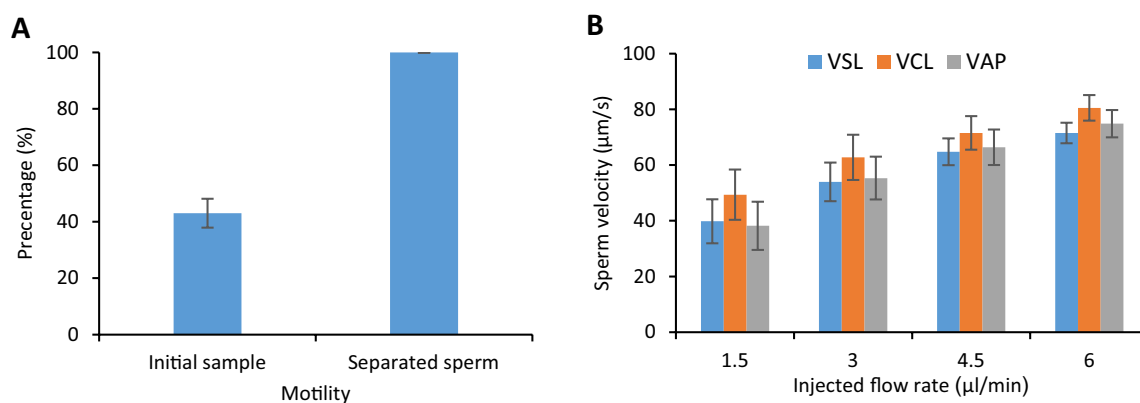 A
Precentage (%)
100
80
60
40
20
0
Initial sample
Separated sperm
Motility
B
VSL VCL VAP
Sperm velocity (µm/s)
100
80
60
40
20
0
1.5 3 4.5 6
Injected flow rate (µl/min)